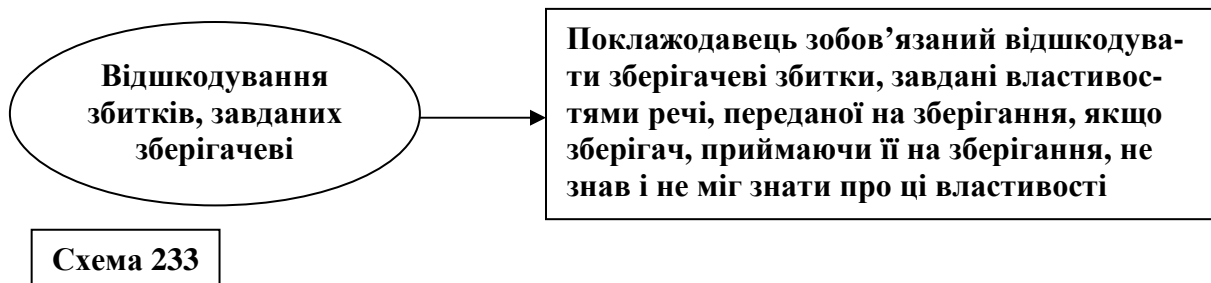 Відшкодування
збитків, завданих
зберігачеві
Поклажодавець зобов’язаний відшкодува-
ти зберігачеві збитки, завдані властивос-
тями речі, переданої на зберігання, якщо
зберігач, приймаючи її на зберігання, не
знав і не міг знати про ці властивості
Схема 233